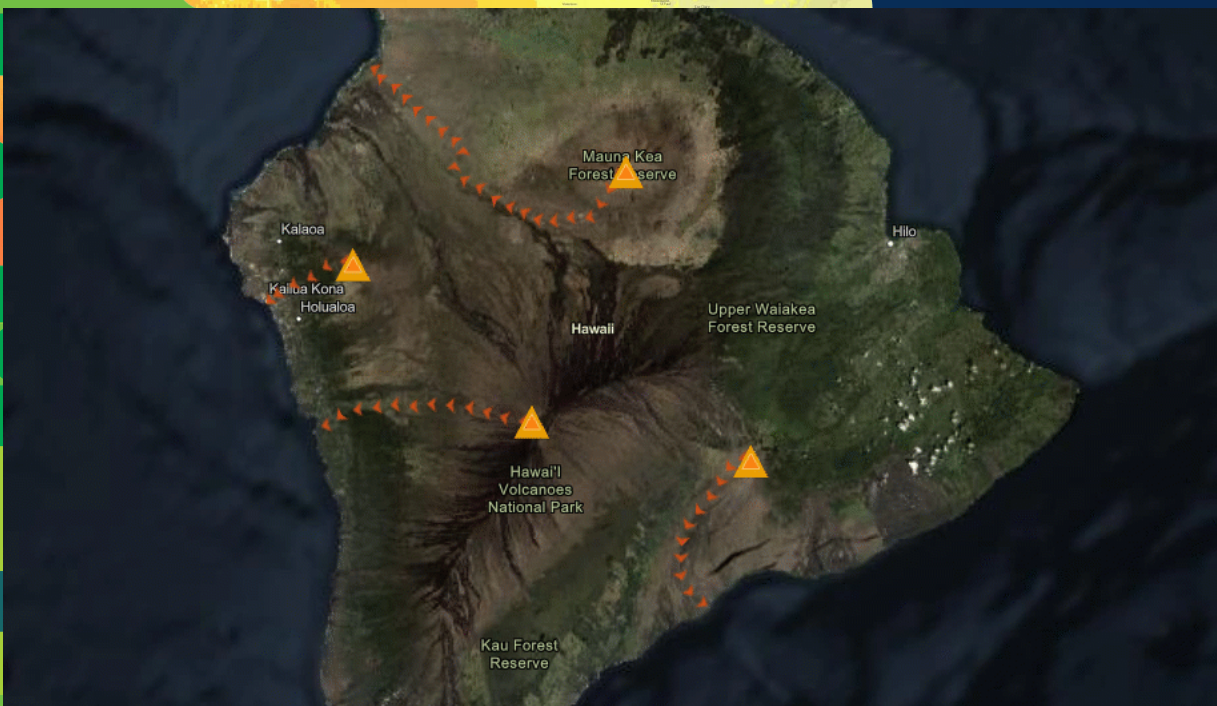 Mauna Kea
Forest Reserve
Kalaoa
Hilo
Kailua Kona
Holualoa
Upper Waiakea
Forest Reserve
Hawaii
Hawai'I
Volcanoes
National Park
Kau Forest
Reserve